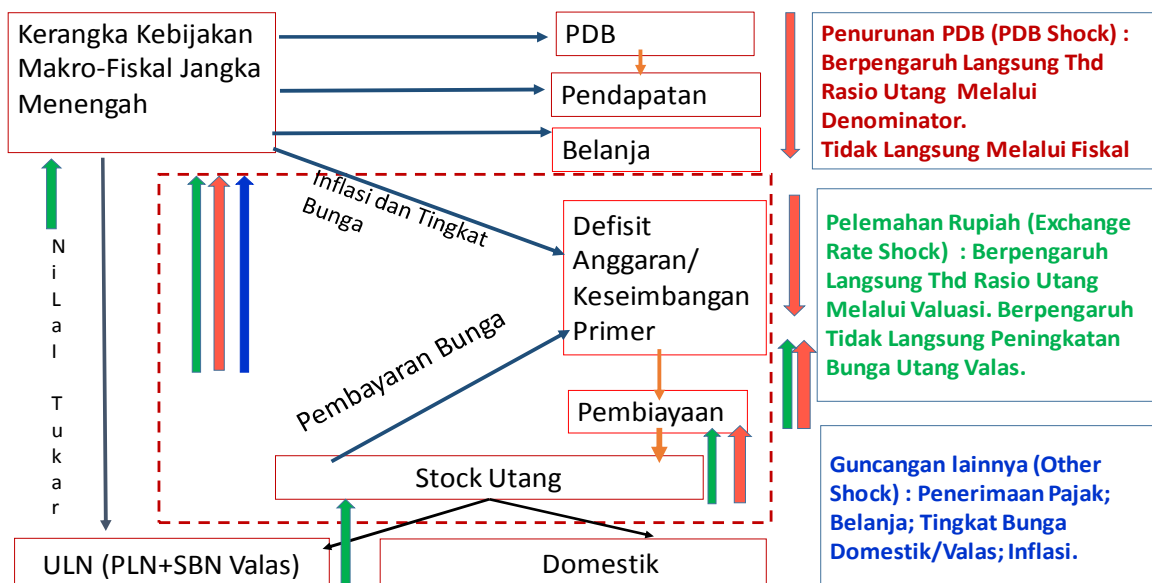 Kerangka Kebijakan
Makro-Fiskal Jangka
Menengah
PDB
Pendapatan
Belanja
Inflasi dan Tingkat
Bunga
Defisit
Anggaran/
Keseimbangan
Primer
Pembayaran Bunga
Pembiayaan
Stock Utang
NiLaI Tukar
ULN (PLN+SBN Valas)
Domestik
Penurunan PDB (PDB Shock) :
Berpengaruh Langsung Thd
Rasio Utang Melalui
Denominator.
Tidak Langsung Melalui Fiskal
Pelemahan Rupiah (Exchange
Rate Shock) : Berpengaruh
Langsung Thd Rasio Utang
Melalui Valuasi. Berpengaruh
Tidak Langsung Peningkatan
Bunga Utang Valas.
Guncangan lainnya (Other
Shock) : Penerimaan Pajak;
Belanja; Tingkat Bunga
Domestik/Valas; Inflasi.